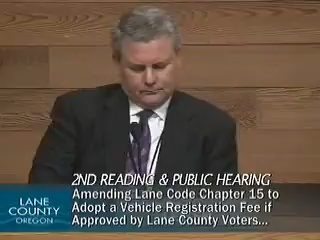 2ND READING & PUBLIC HEARING
Amending Lane Code Chapter 15 to
Adopt a Vehicle Registration Fee if
Approved by Lane County Voters...
LANE
COUNTY
OREGON